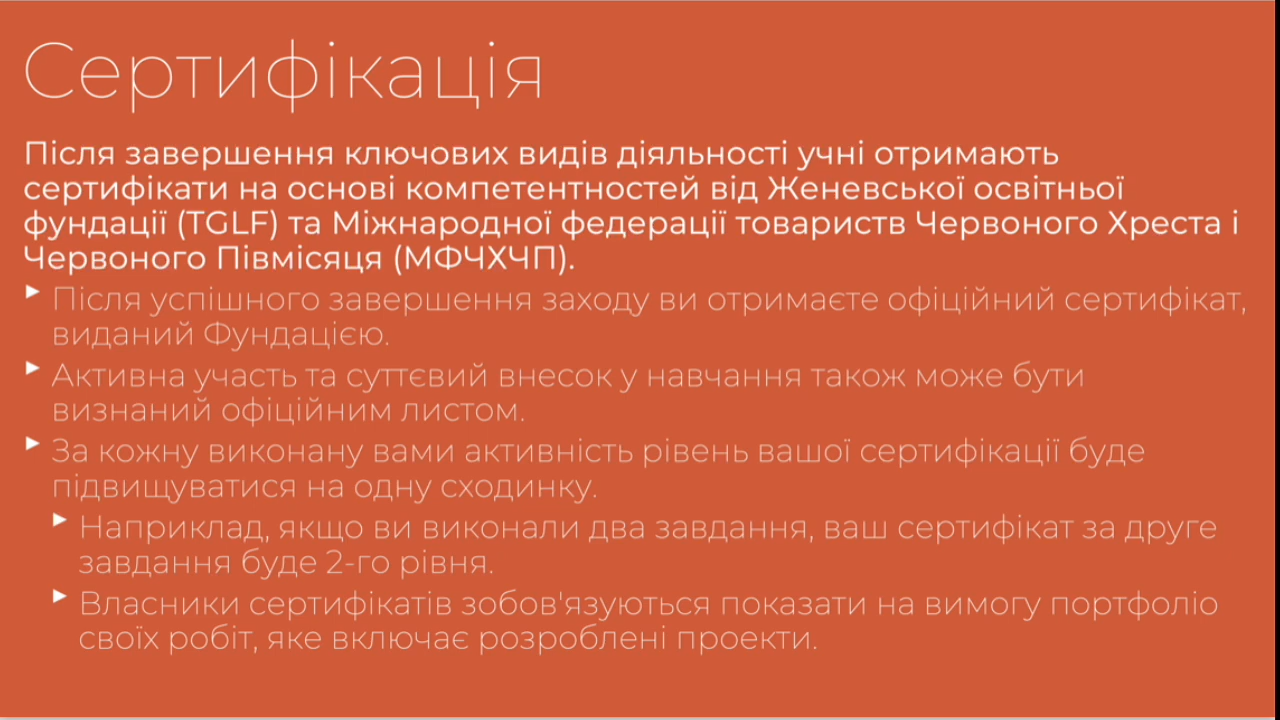 Сертифікація
Після завершення ключових видів діяльності учні отримають
сертифікати на основі компетентностей від Женевської освітньої
фундації (TGLF) та Міжнародної федерації товариств Червоного Хреста і
Червоного Півмісяця (МФЧХЧП).
Після успішного завершення заходу ви отримаєте офіційний сертифікат,
виданий Фундацією.
Активна участь та суттєвий внесок у навчання також може бути
визнаний офіційним листом.
За кожну виконану вами активність рівень вашої сертифікації буде
підвищуватися на одну сходинку.
Наприклад, якщо ви виконали два завдання, ваш сертифікат за друге
завдання буде 2-го рівня.
Власники сертифікатів зобов'язуються показати на вимогу портфоліо
своїх робіт, яке включає розроблені проекти.